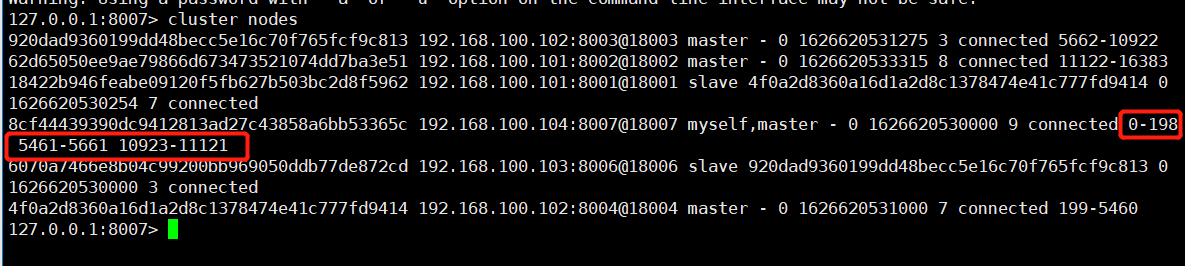 Warning: Using a password with '-a' or '-u' option on the command line interface may not be safe.
127.0.0.1:8007> cluster nodes
920dad9360199dd48becc5e16c70f765fcf9c813 192.168.100.102:8003@18003 master - 0 1626620531275 3 connected 5662-10922
62d65050ee9ae79866d673473521074dd7ba3e51 192.168.100.101:8002@18002 master - 0 1626620533315 8 connected 11122-16383
18422b946feabe09120f5fb627b503bc2d8f5962 192.168.100.101:8001@18001 slave 4f0a2d8360a16d1a2d8c1378474e41c777fd9414 0
1626620530254 7 connected
8cf44439390dc9412813ad27c43858a6bb53365c 192.168.100.104:8007@18007 myself,master - 0 1626620530000 9 connected 0-198
5461-5661 10923-11121
6070a7466e8b04c99200bb969050ddb77de872cd 192.168.100.103:8006@18006 slave 920dad9360199dd48becc5e16c70f765fcf9c813 0
1626620530000 3 connected
4f0a2d8360a16d1a2d8c1378474e41c777fd9414 192.168.100.102:8004@18004 master - 0 1626620531000 7 connected 199-5460
127.0.0.1:8007>